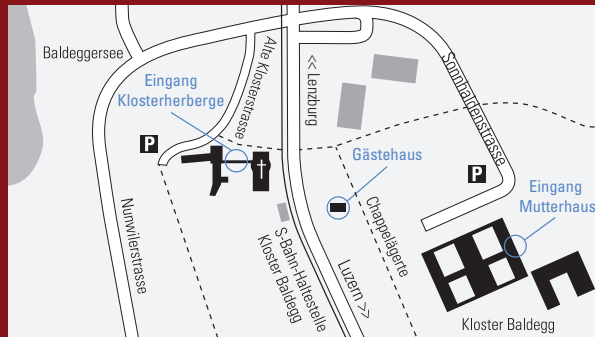 Baldeggersee
Eingang
Klosterherberge
Alte Klosterstrasse
<< Lenzburg
Sonnhaldenstrasse
P
Gästehaus
P
Eingang
Mutterhaus
Nunwilerstrasse
S-Bahn-Haltestelle
Kloster Baldegg
Chappelägerte
Luzern >>
Kloster Baldegg